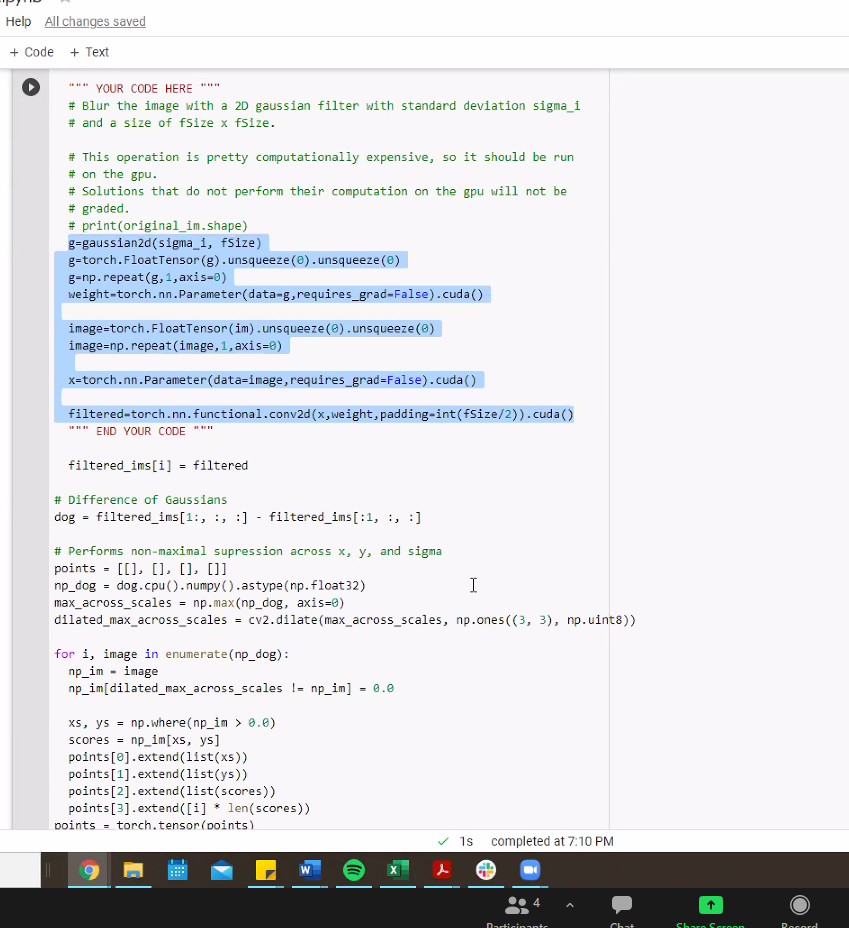 Help All changes saved
+ Code + Text
""" YOUR CODE HERE """
# Blur the image with a 2D gaussian filter with standard deviation sigma_i
# and a size of fSize x fSize.
# This operation is pretty computationally expensive, so it should be run
# on the gpu.
# Solutions that do not perform their computation on the gpu will not be
# graded.
# print(original_im.shape)
g=gaussian2d(sigma_i, fSize)
g=torch.FloatTensor(g).unsqueeze(0).unsqueeze(0)
g=np.repeat(g,1,axis=0)
weight=torch.nn.Parameter(data=g,requires_grad=False).cuda()
image=torch.FloatTensor(im).unsqueeze(0).unsqueeze(0)
image=np.repeat(image,1,axis=0)
x=torch.nn.Parameter(data=image,requires_grad=False).cuda()
filtered=torch.nn.functional.conv2d(x,weight,padding=int(fSize/2)).cuda()
""" END YOUR CODE """
filtered_ims[i] = filtered
# Difference of Gaussians
dog = filtered_ims[1:, :, :] - filtered_ims[:1, :, :]
# Performs non-maximal supression across x, y, and sigma
points = [[], [], [], []]
np_dog = dog.cpu().numpy().astype(np.float32)
max_across_scales = np.max(np_dog, axis=0)
dilated_max_across_scales = cv2.dilate(max_across_scales, np.ones((3, 3), np.uint8))
for i, image in enumerate(np_dog):
np_im = image
np_im[dilated_max_across_scales != np_im] = 0.0
xs, ys = np.where(np_im > 0.0)
scores = np_im[xs, ys]
points[0].extend(list(xs))
points[1].extend(list(ys))
points[2].extend(list(scores))
points[3].extend([i] * len(scores))
points = torch.tensor(points)
1s completed at 7:10 PM
4
Participants Chat Share Screen Record